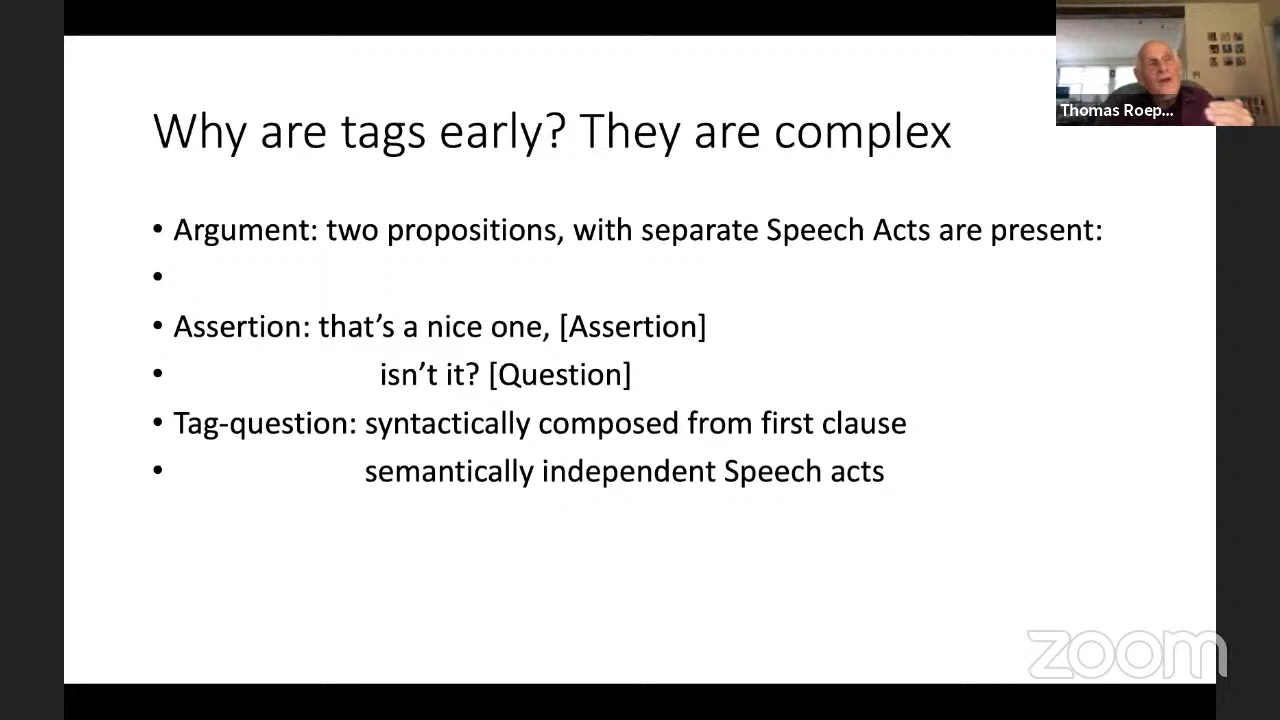 Thomas Roep...
Why are tags early? They are complex
• Argument: two propositions, with separate Speech Acts are present:
•
• Assertion: that’s a nice one, [Assertion]
• isn’t it? [Question]
• Tag-question: syntactically composed from first clause
• semantically independent Speech acts
zoom